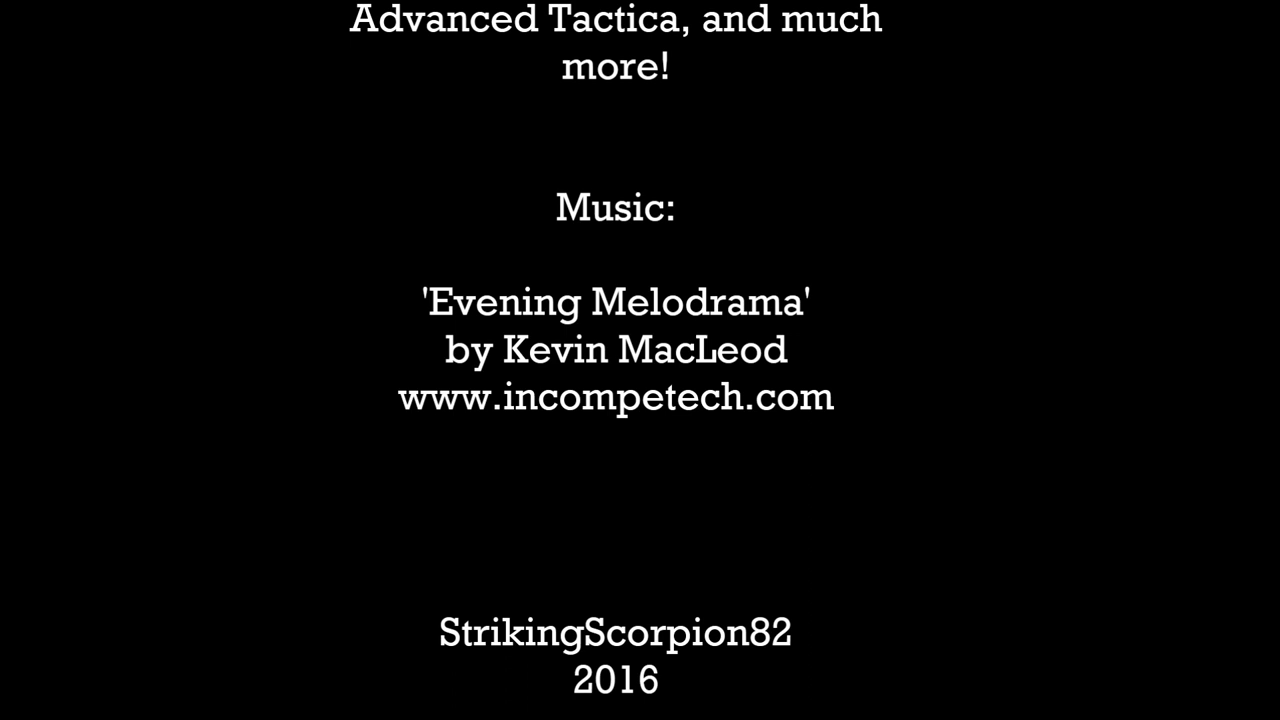 Advanced Tactica, and much
more!
Music:
'Evening Melodrama'
by Kevin MacLeod
www.incompetech.com
StrikingScorpion82
2016